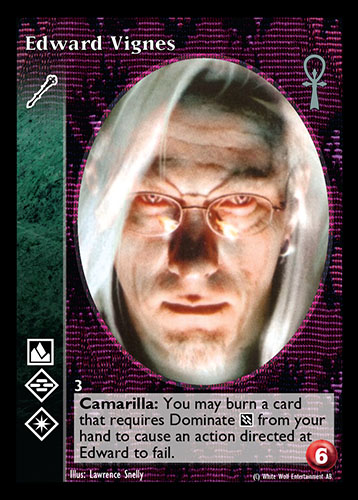 Edward Vignes
3
Camarilla: You may burn a card
that requires Dominate from your
hand to cause an action directed at
Edward to fail.
6
Illus: Lawrence Snelly
(C) White Wolf Entertainment AB.